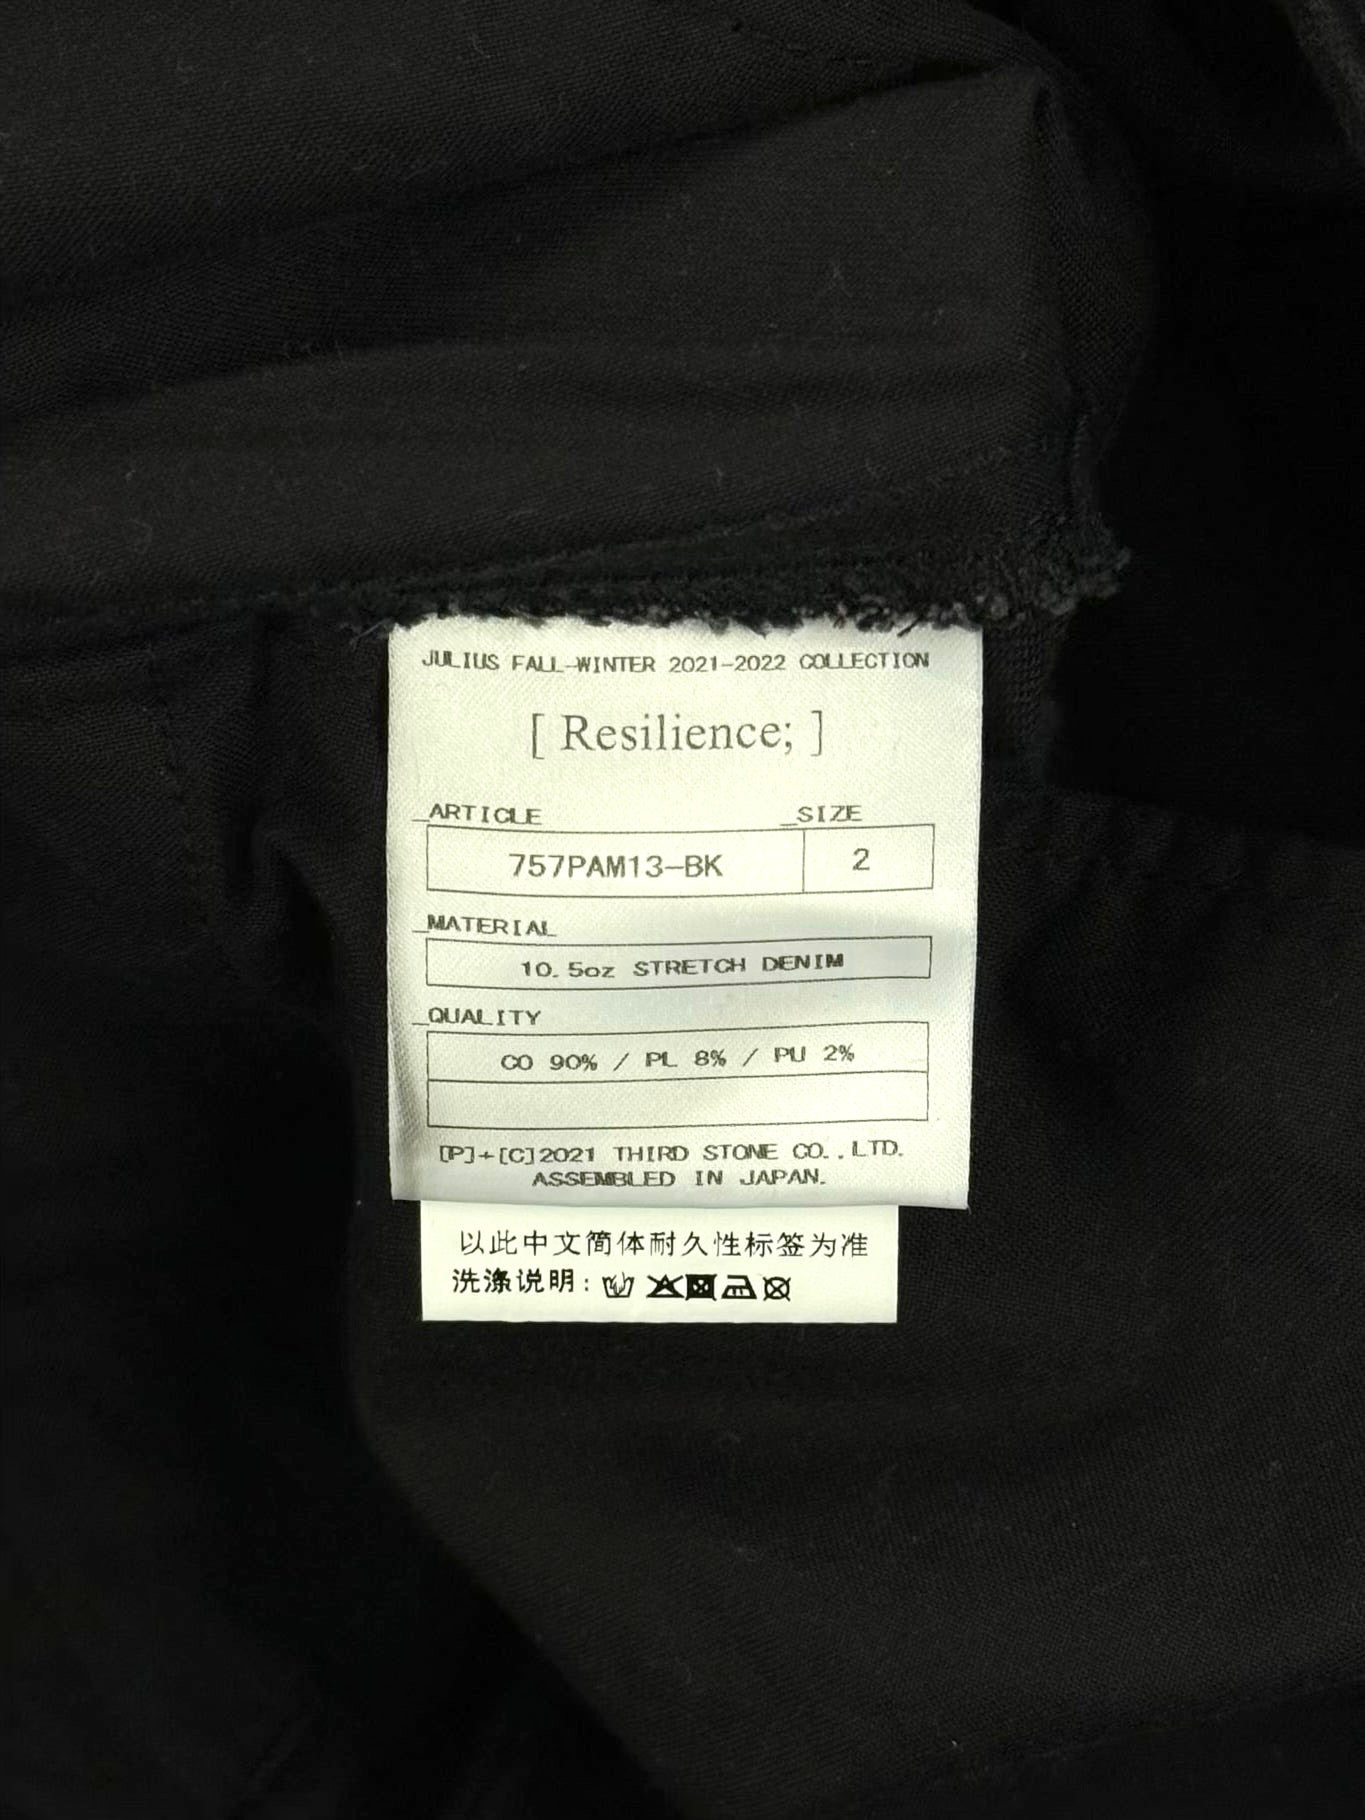 JULIUS FALL-WINTER 2021-2022 COLLECTION
[ Resilience; ]
_ARTICLE _SIZE
757PAM13-BK 2
_MATERIAL
10.5oz STRETCH DENIM
_QUALITY
CO 90% / PL 8% / PU 2%
[P]+[C]2021 THIRD STONE CO.,LTD.
ASSEMBLED IN JAPAN.
以此中文简体耐久性标签为准
洗涤说明: